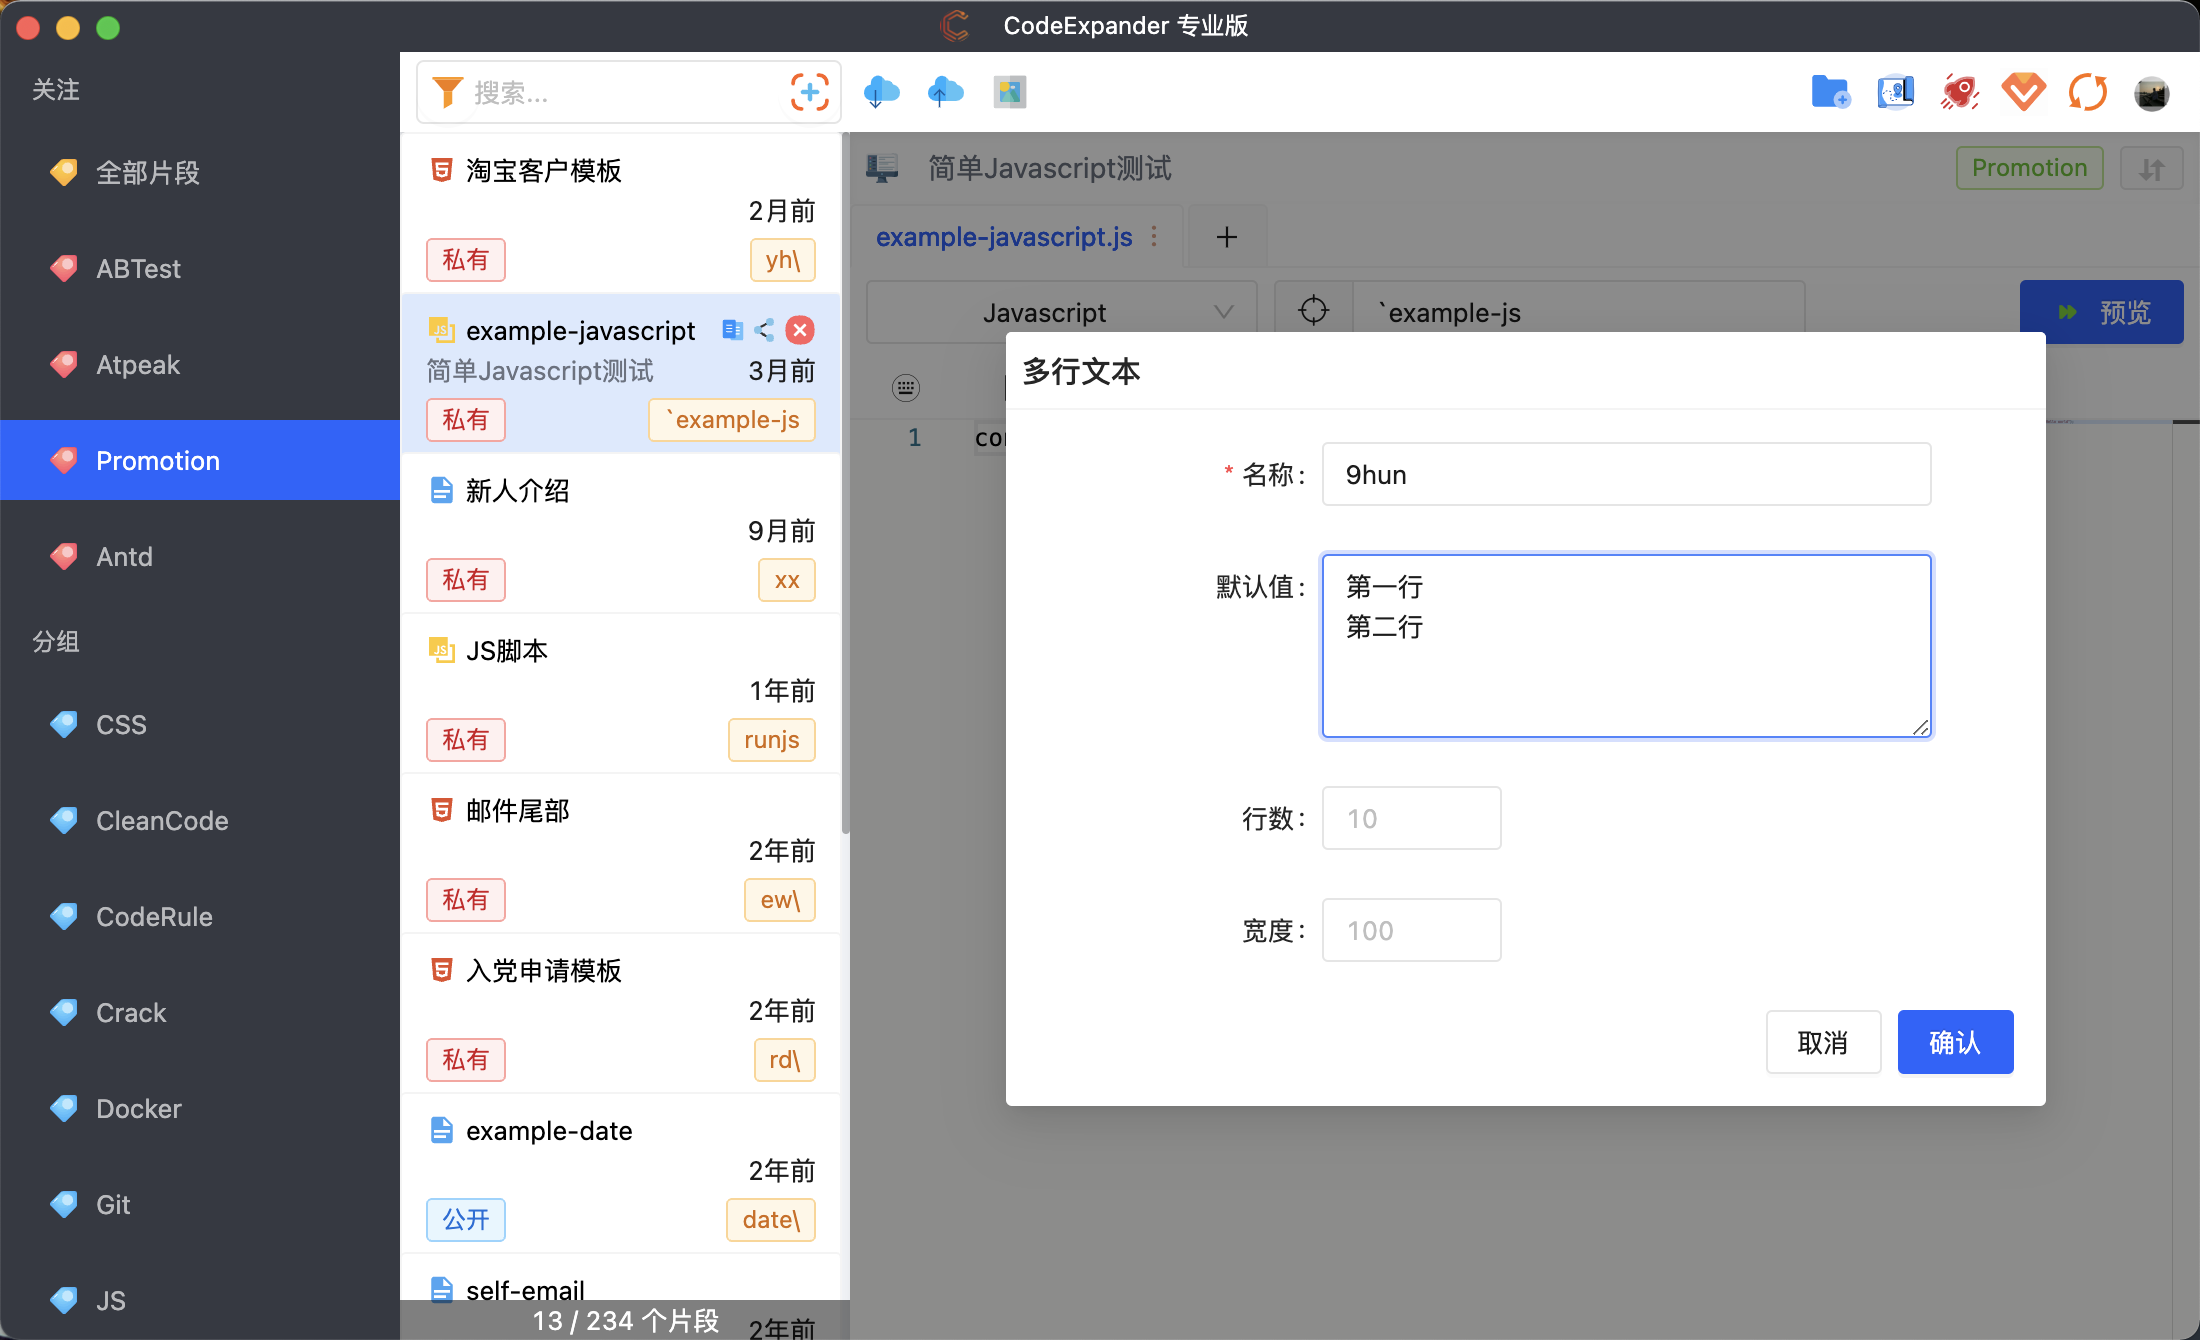 CodeExpander 专业版
关注
全部片段
ABTest
Atpeak
Promotion
Antd
分组
CSS
CleanCode
CodeRule
Crack
Docker
Git
JS
搜索...
淘宝客户模板
2月前
私有
yh\
example-javascript
简单Javascript测试
3月前
私有
`example-js
新人介绍
9月前
私有
xx
JS脚本
1年前
私有
runjs
邮件尾部
2年前
私有
ew\
入党申请模板
2年前
私有
rd\
example-date
2年前
公开
date\
self-email
2年前
13 / 234 个片段
简单Javascript测试
Promotion
example-javascript.js
+
Javascript
`example-js
预览
1
多行文本
* 名称:
9hun
默认值:
第一行
第二行
行数:
10
宽度:
100
取消
确认